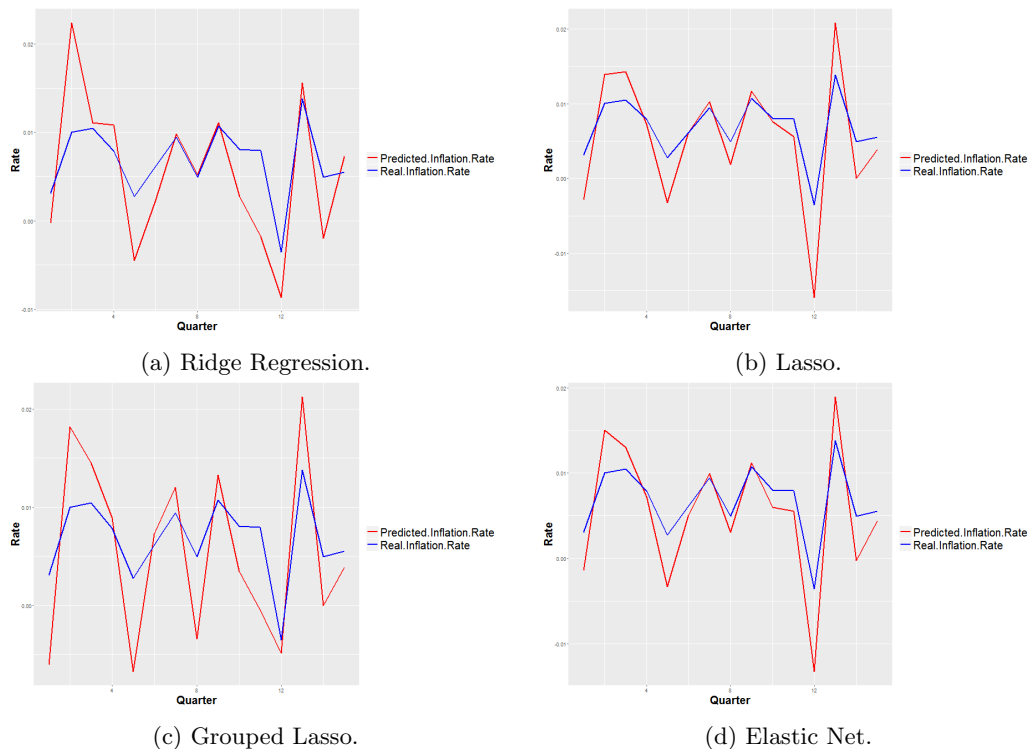 0.02
0.01
0.00
-0.01
Rate
4
8
12
Quarter
Predicted.Inflation.Rate
Real.Inflation.Rate
(a) Ridge Regression.
0.02
0.01
0.00
-0.01
Rate
4
8
12
Quarter
Predicted.Inflation.Rate
Real.Inflation.Rate
(b) Lasso.
0.02
0.01
0.00
Rate
4
8
12
Quarter
Predicted.Inflation.Rate
Real.Inflation.Rate
(c) Grouped Lasso.
0.02
0.01
0.00
-0.01
Rate
4
8
12
Quarter
Predicted.Inflation.Rate
Real.Inflation.Rate
(d) Elastic Net.